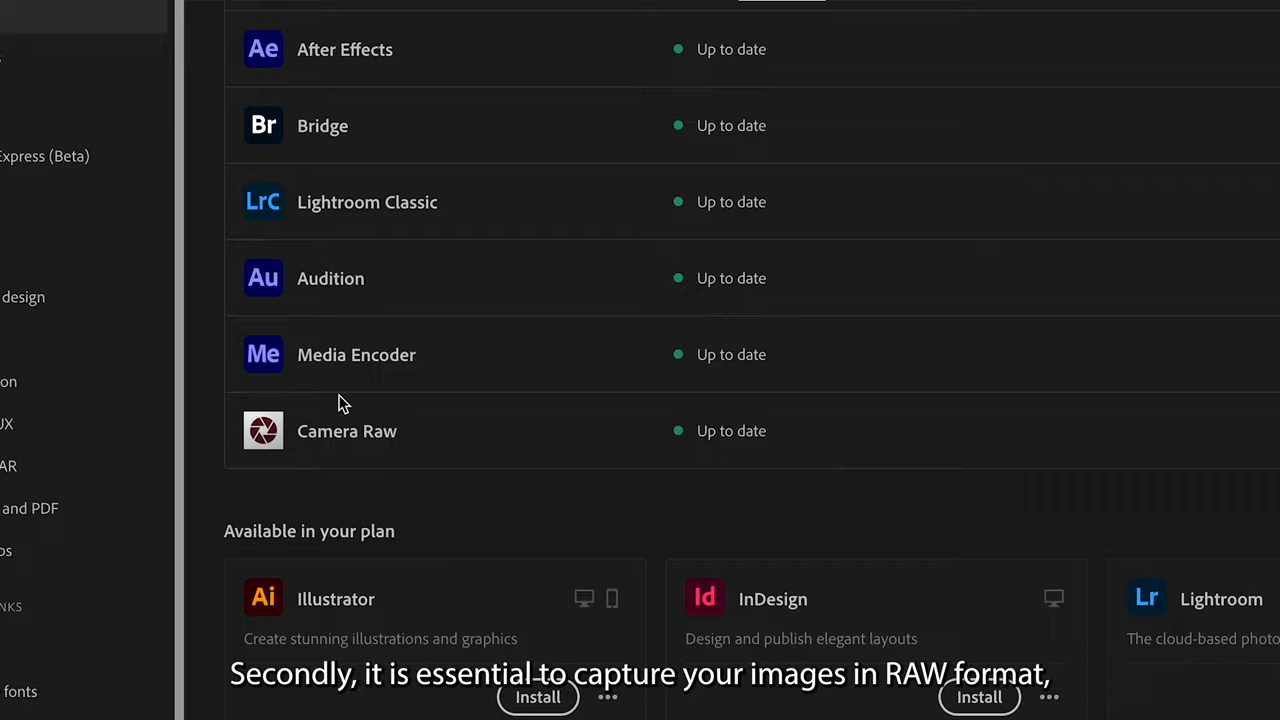 Ae After Effects Up to date
Br Bridge Up to date
Express (Beta)
LrC Lightroom Classic Up to date
Au Audition Up to date
design
Me Media Encoder Up to date
on
UX
Camera Raw Up to date
AR
and PDF
Available in your plan
os
Ai Illustrator
Id InDesign
Lr Lightroom
NKS
Create stunning illustrations and graphics
Design and publish elegant layouts
The cloud-based photo
Secondly, it is essential to capture your images in RAW format,
fonts
Install
Install